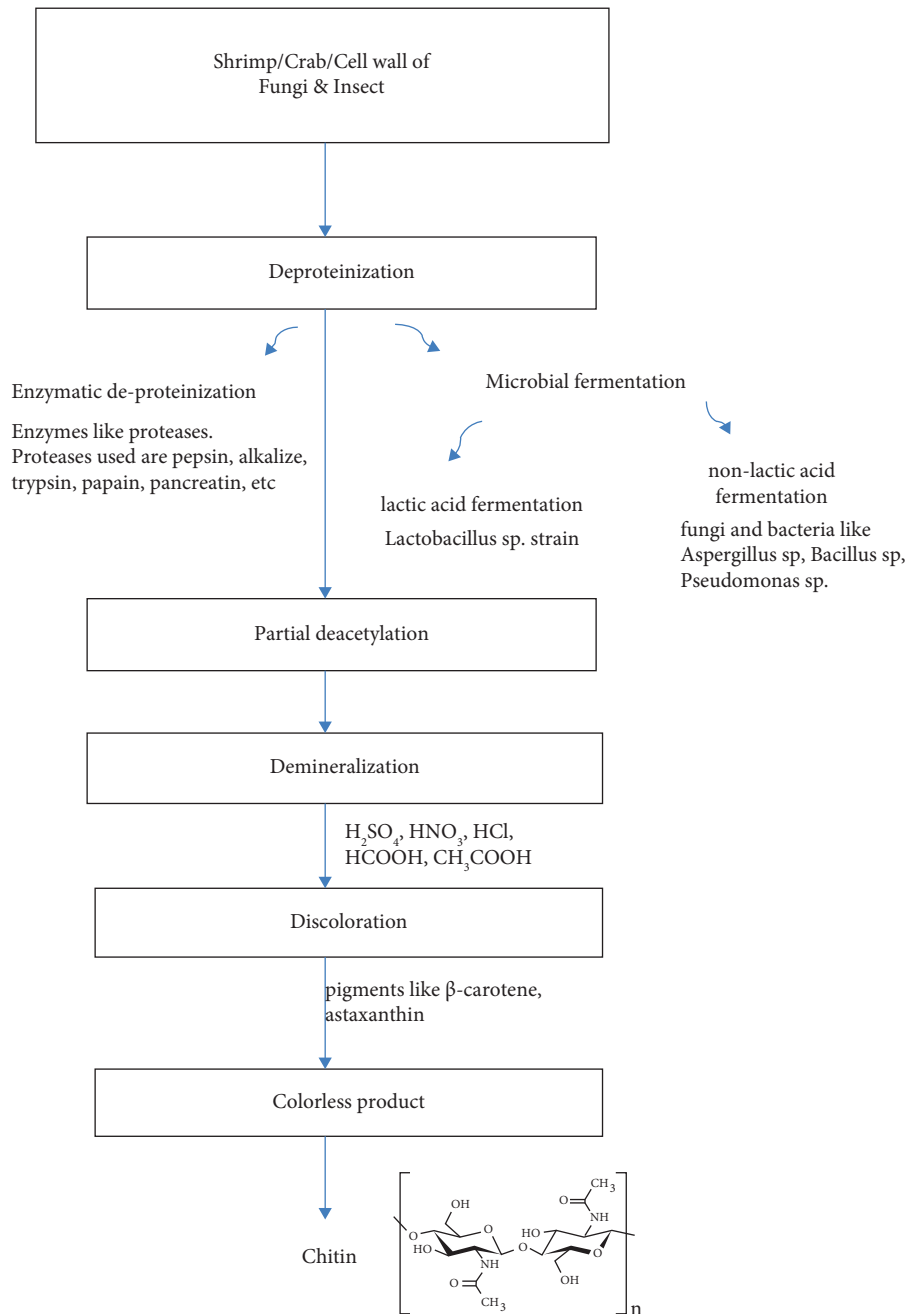 Shrimp/Crab/Cell wall of
Fungi & Insect
Deproteinization
Enzymatic de-proteinization
Enzymes like proteases.
Proteases used are pepsin, alkalize,
trypsin, papain, pancreatin, etc
Microbial fermentation
lactic acid fermentation
Lactobacillus sp. strain
non-lactic acid
fermentation
fungi and bacteria like
Aspergillus sp, Bacillus sp,
Pseudomonas sp.
Partial deacetylation
Demineralization
H₂SO₄, HNO₃, HCl,
HCOOH, CH₃COOH
Discoloration
pigments like β-carotene,
astaxanthin
Colorless product
Chitin
OH
O
O
HO
NH
O
CH₃
O
O
CH₃
NH
HO
O
OH
n